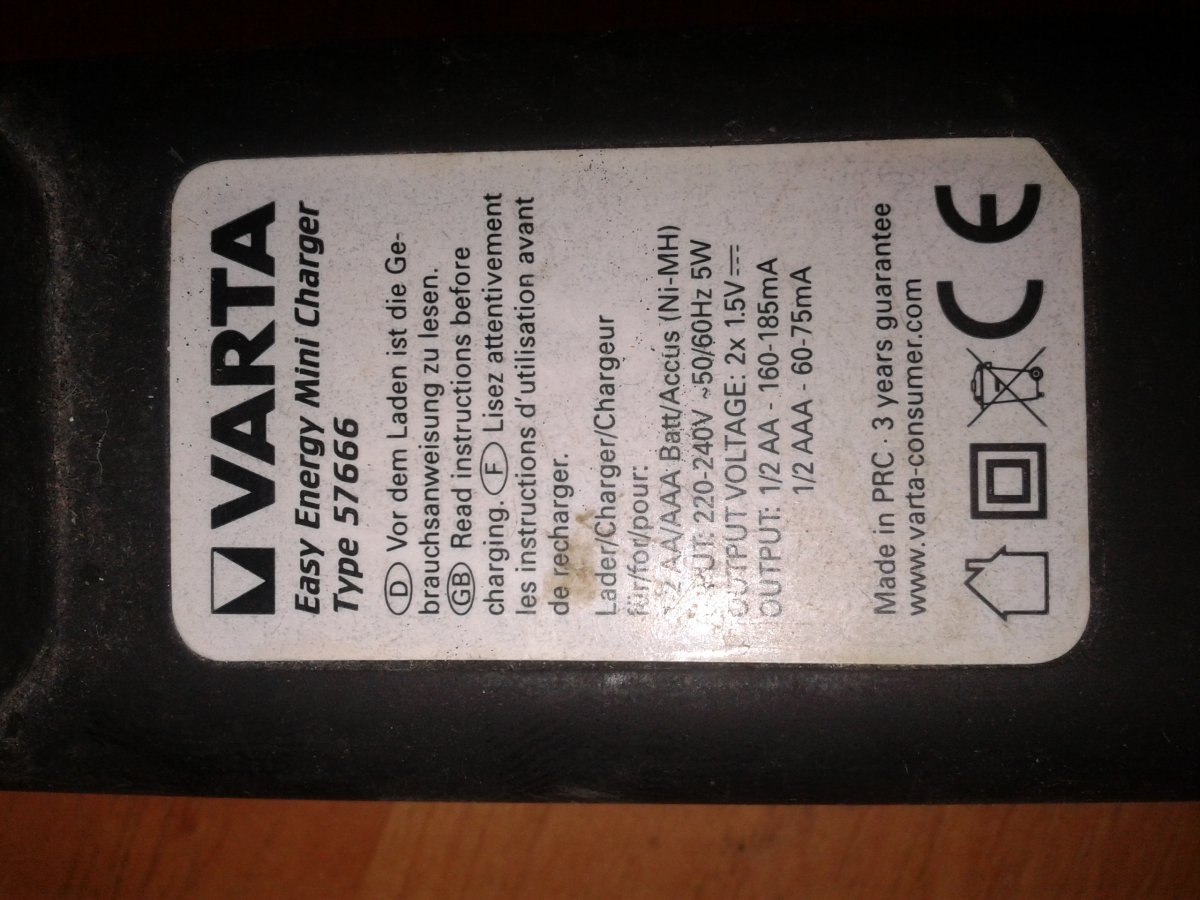 VARTA
Easy Energy Mini Charger
Type 57666
D Vor dem Laden ist die Ge-
brauchsanweisung zu lesen.
GB Read instructions before
charging. F Lisez attentivement
les instructions d'utilisation avant
de recharger.
Lader/Charger/Chargeur
für/for/pour:
AA/AAA Batt/Accus (Ni-MH)
220-240V ~50/60Hz 5W
OUTPUT VOLTAGE: 2x 1.5V ⎓
OUTPUT: 1/2 AA - 160-185mA
1/2 AAA - 60-75mA
Made in PRC · 3 years guarantee
www.varta-consumer.com
CE